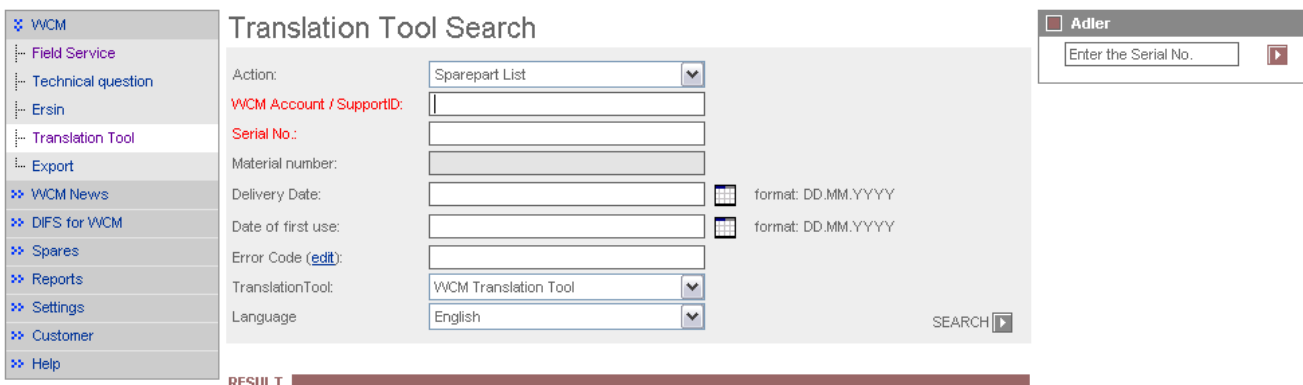 WCM
Field Service
Technical question
Ersin
Translation Tool
Export
WCM News
DIFS for WCM
Spares
Reports
Settings
Customer
Help
Translation Tool Search
Action: Sparepart List
WCM Account / SupportID:
Serial No.:
Material number:
Delivery Date: format: DD.MM.YYYY
Date of first use: format: DD.MM.YYYY
Error Code (edit):
TranslationTool: WCM Translation Tool
Language English
SEARCH
RESULT
Adler
Enter the Serial No.